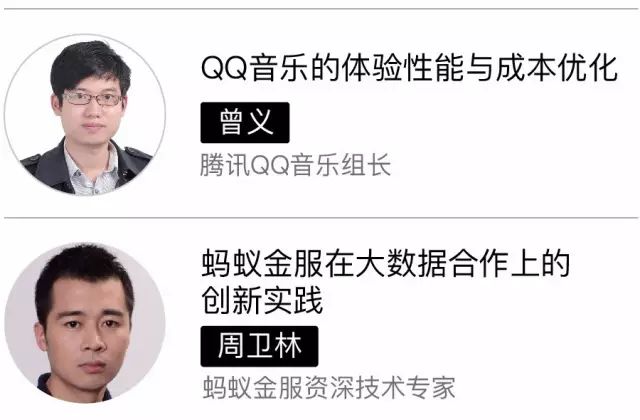 QQ音乐的体验性能与成本优化
曾义
腾讯QQ音乐组长
蚂蚁金服在大数据合作上的
创新实践
周卫林
蚂蚁金服资深技术专家